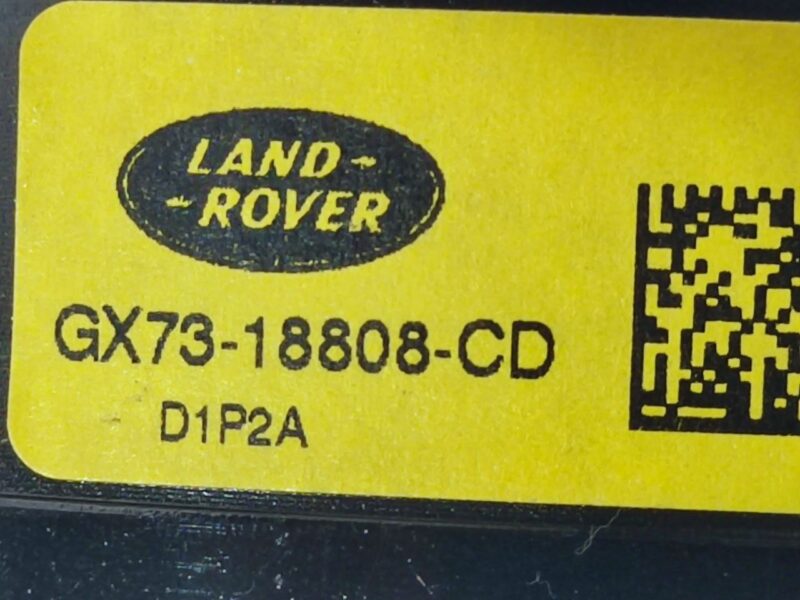 LAND-
-ROVER
GX73-18808-CD
D1P2A